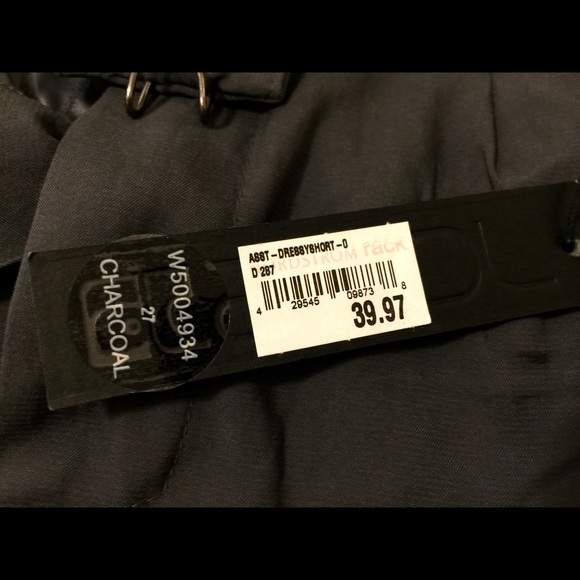 W5004934
27
CHARCOAL
ASST-DRESSYSHORT-O
D 287
NORDSTROM rack
4 29545 09873 8
39.97